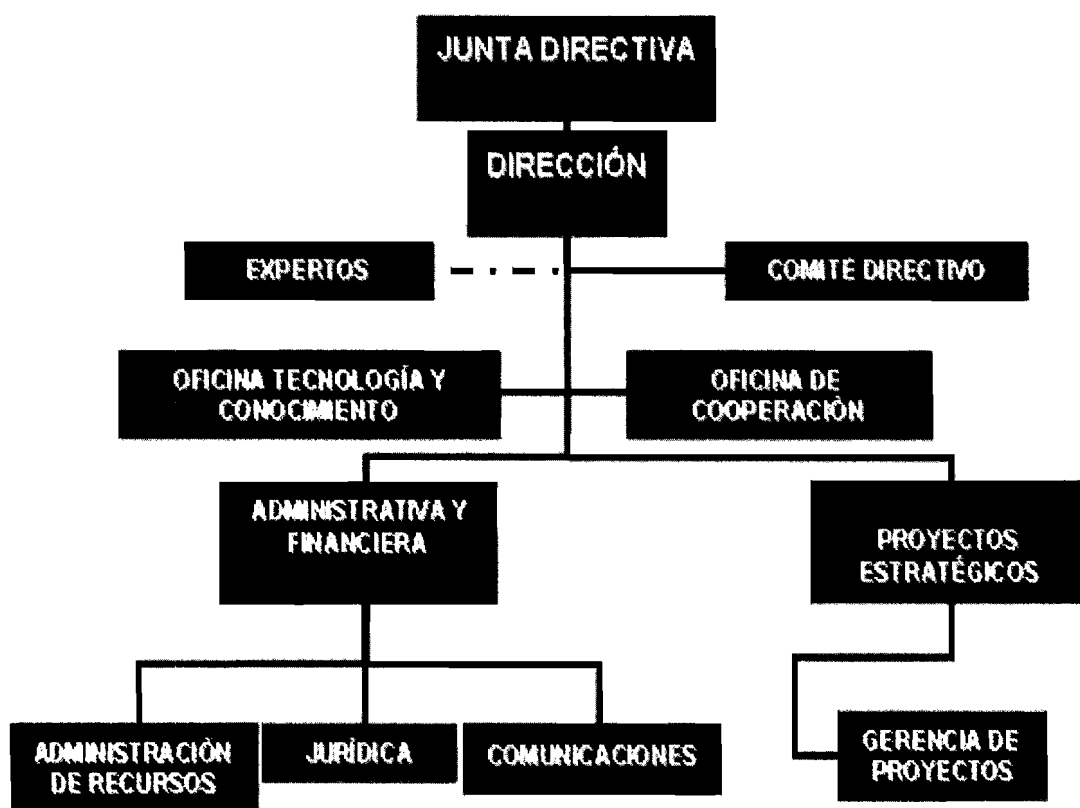 JUNTA DIRECTIVA
DIRECCIÓN
EXPERTOS
COMITÉ DIRECTIVO
OFICINA TECNOLOGÍA Y
CONOCIMIENTO
OFICINA DE
COOPERACIÓN
ADMINISTRATIVA Y
FINANCIERA
PROYECTOS
ESTRATÉGICOS
ADMINISTRACIÓN
DE RECURSOS
JURÍDICA
COMUNICACIONES
GERENCIA DE
PROYECTOS